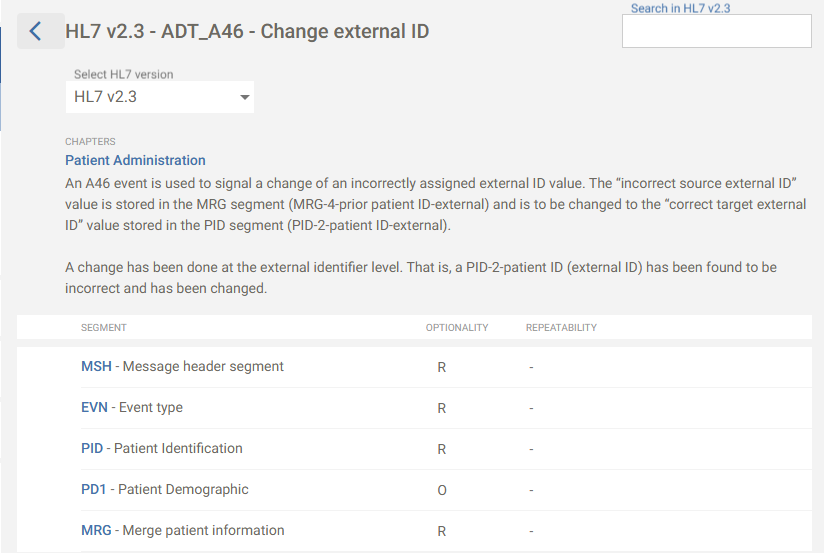 HL7 v2.3 - ADT_A46 - Change external ID
Search in HL7 v2.3
Select HL7 version
HL7 v2.3
CHAPTERS
Patient Administration
An A46 event is used to signal a change of an incorrectly assigned external ID value. The “incorrect source external ID”
value is stored in the MRG segment (MRG-4-prior patient ID-external) and is to be changed to the “correct target external
ID” value stored in the PID segment (PID-2-patient ID-external).
A change has been done at the external identifier level. That is, a PID-2-patient ID (external ID) has been found to be
incorrect and has been changed.
SEGMENT OPTIONALITY REPEATABILITY
MSH - Message header segment R -
EVN - Event type R -
PID - Patient Identification R -
PD1 - Patient Demographic O -
MRG - Merge patient information R -